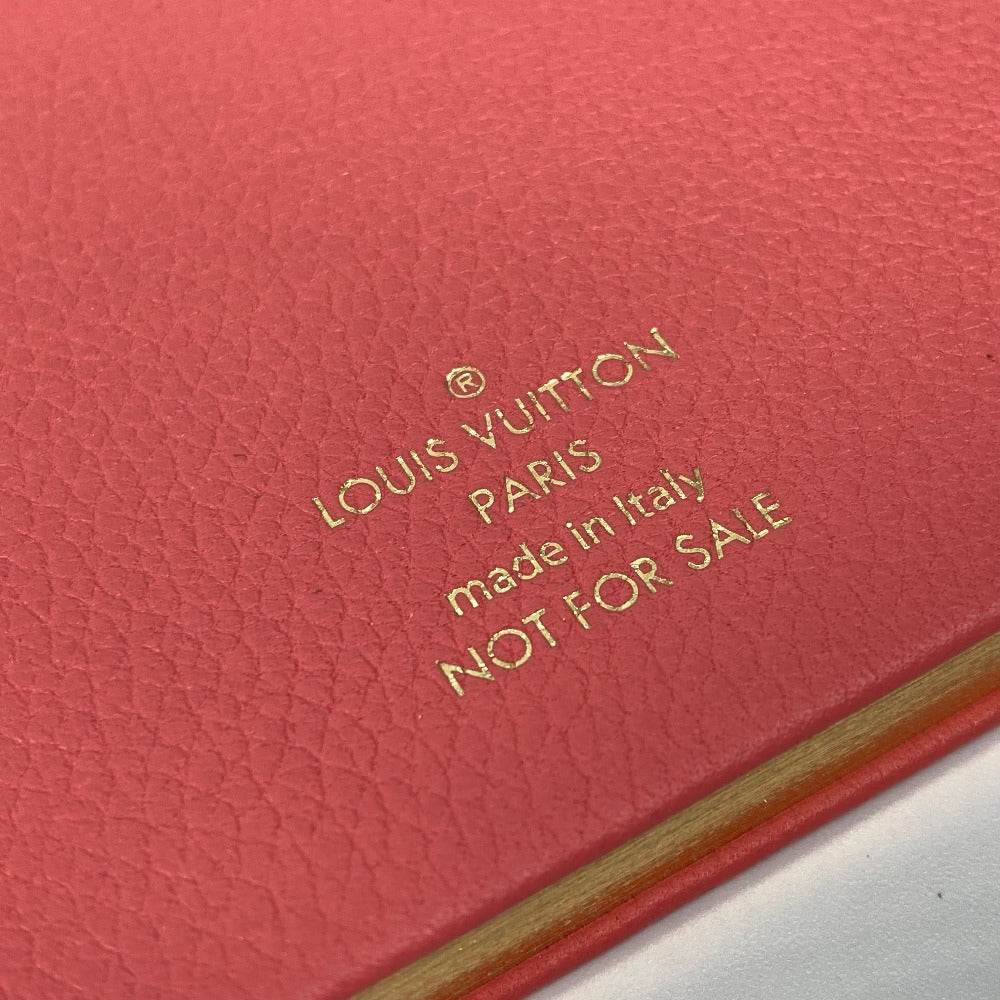 ®
LOUIS VUITTON
PARIS
made in Italy
NOT FOR SALE